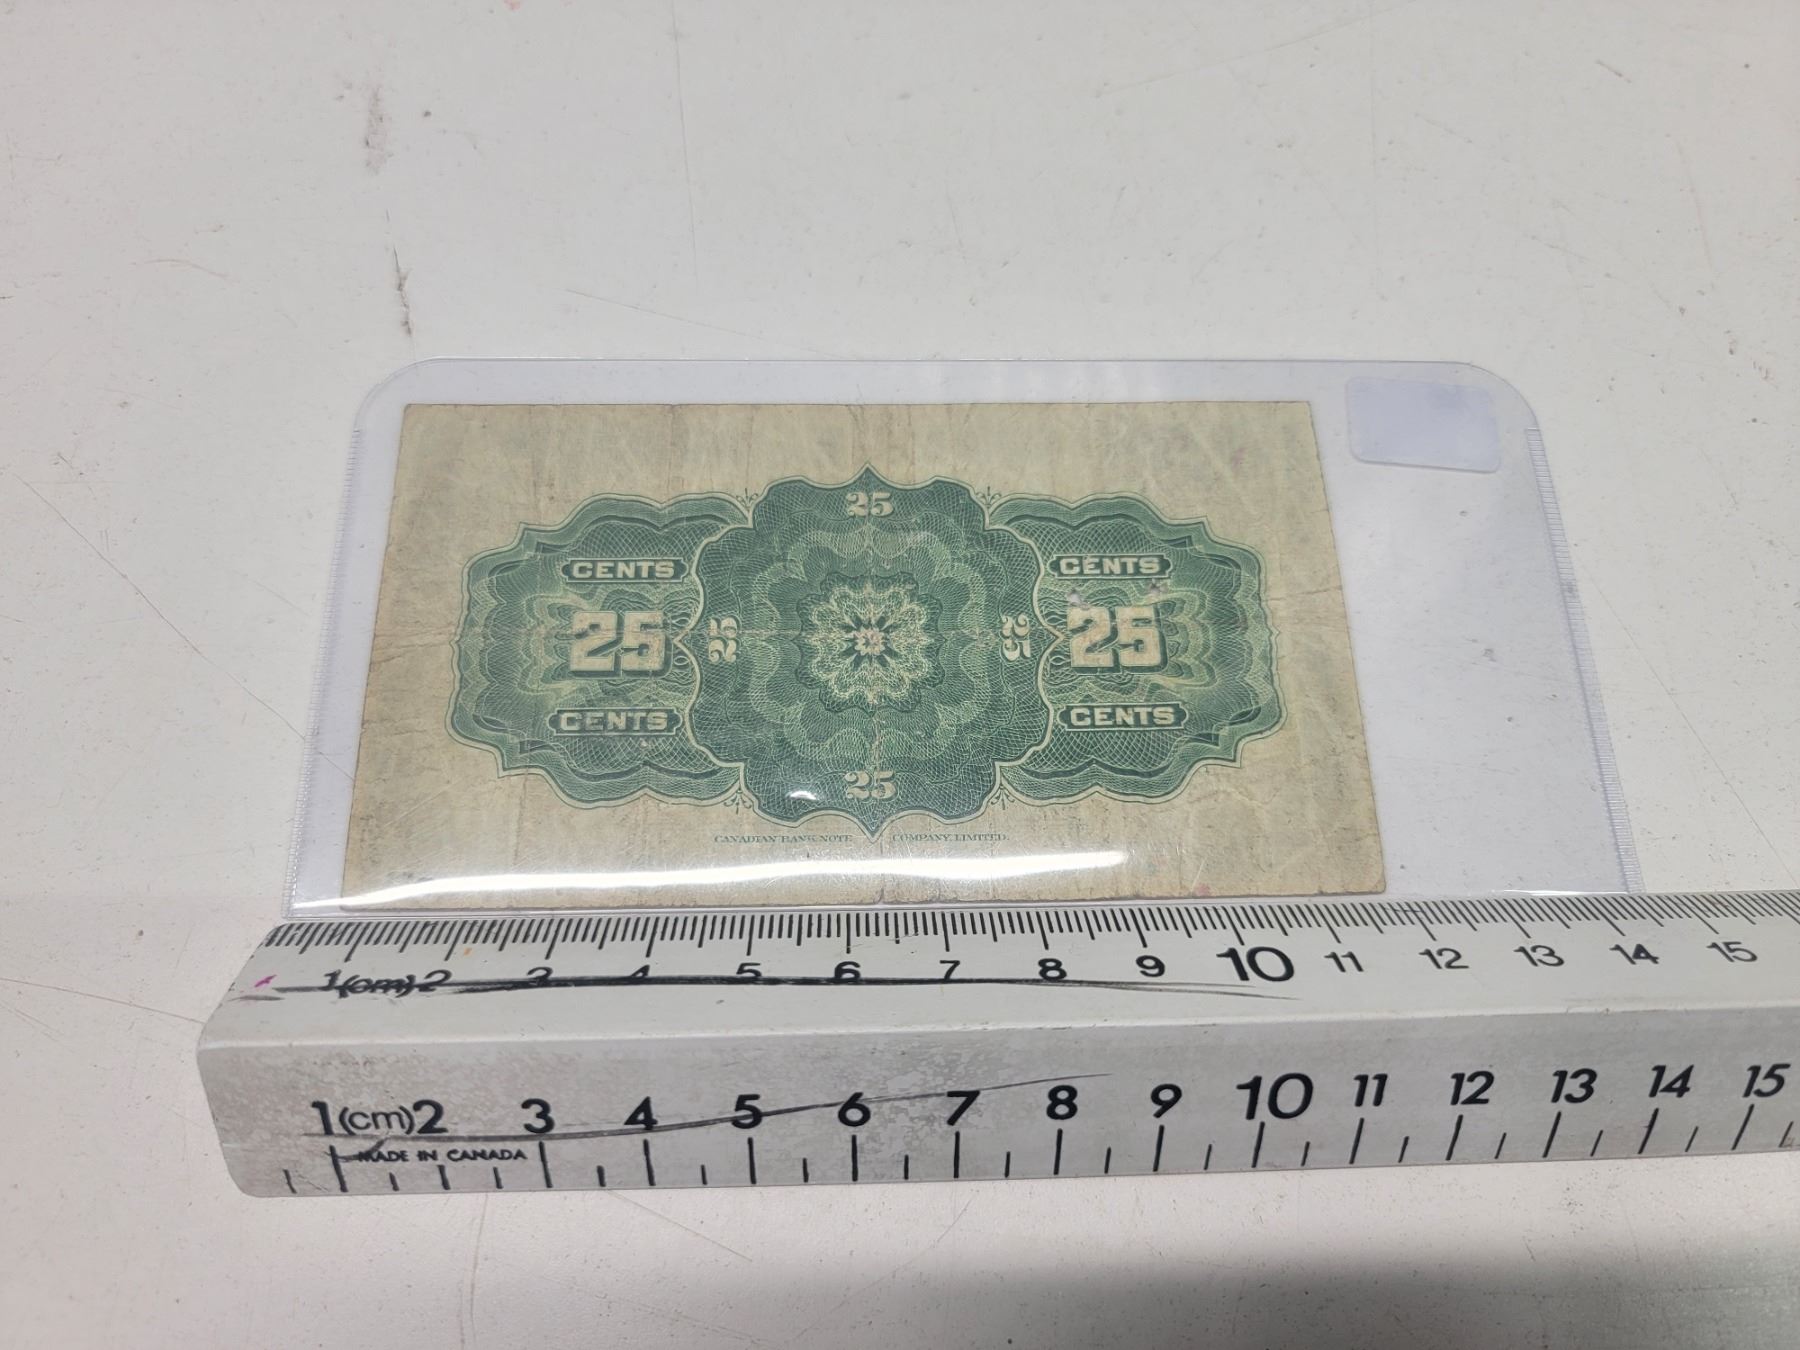 25
CENTS CENTS
25 25 25 25
CENTS CENTS
25
CANADIAN BANK NOTE COMPANY, LIMITED.
1(cm) 2 3 4 5 6 7 8 9 10 11 12 13 14 15
1(cm) 2 3 4 5 6 7 8 9 10 11 12 13 14 15
MADE IN CANADA